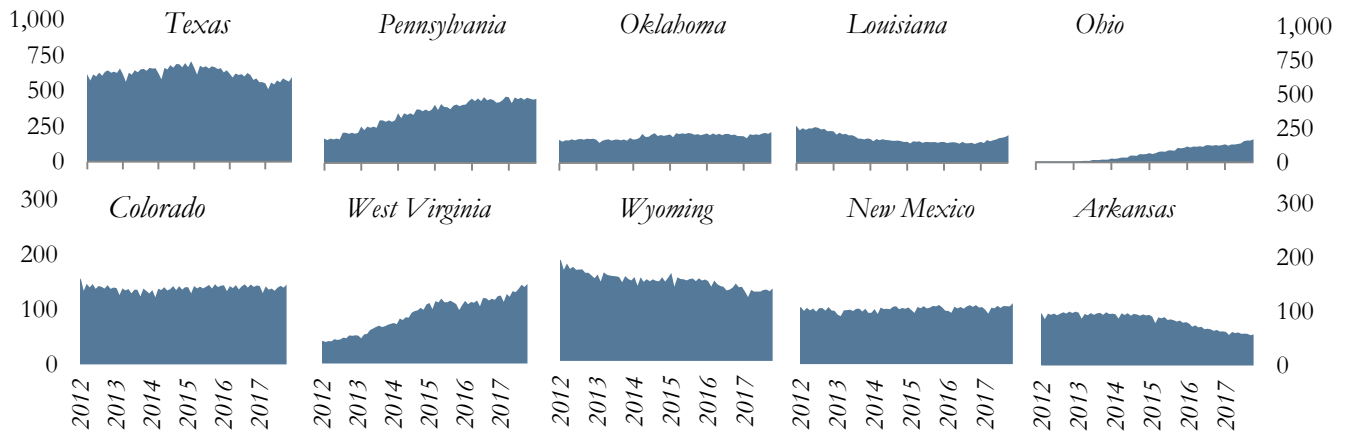 1,000 Texas Pennsylvania Oklahoma Louisiana Ohio 1,000
750 750
500 500
250 250
0 0
300 Colorado West Virginia Wyoming New Mexico Arkansas 300
200 200
100 100
0 0
2012 2013 2014 2015 2016 2017 2012 2013 2014 2015 2016 2017 2012 2013 2014 2015 2016 2017 2012 2013 2014 2015 2016 2017 2012 2013 2014 2015 2016 2017